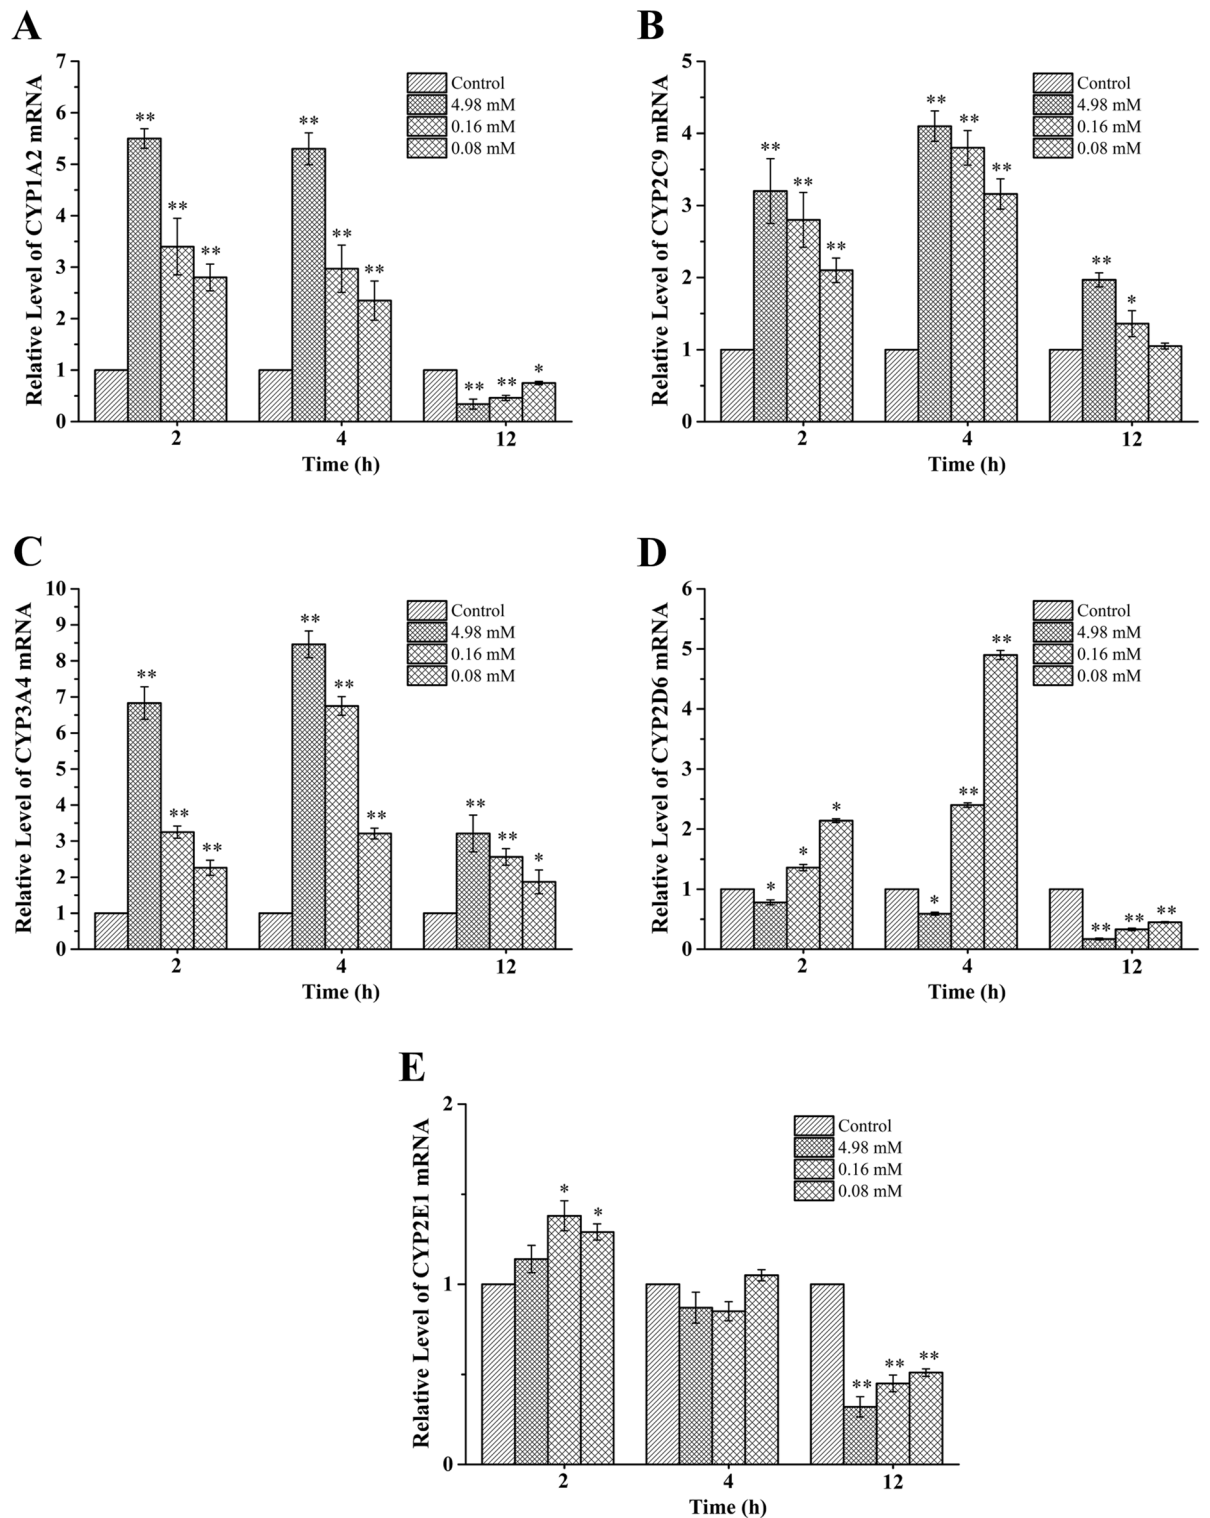 A
Relative Level of CYP1A2 mRNA
7
6
5
4
3
2
1
0
Control
4.98 mM
0.16 mM
0.08 mM
** ** ** ** ** ** ** ** *
2 4 12
Time (h)
B
Relative Level of CYP2C9 mRNA
5
4
3
2
1
0
Control
4.98 mM
0.16 mM
0.08 mM
** ** ** ** ** ** ** *
2 4 12
Time (h)
C
Relative Level of CYP3A4 mRNA
10
9
8
7
6
5
4
3
2
1
0
Control
4.98 mM
0.16 mM
0.08 mM
** ** ** ** ** ** ** ** *
2 4 12
Time (h)
D
Relative Level of CYP2D6 mRNA
6
5
4
3
2
1
0
Control
4.98 mM
0.16 mM
0.08 mM
* * * * ** ** ** ** **
2 4 12
Time (h)
E
Relative Level of CYP2E1 mRNA
2
1
0
Control
4.98 mM
0.16 mM
0.08 mM
* * ** ** **
2 4 12
Time (h)